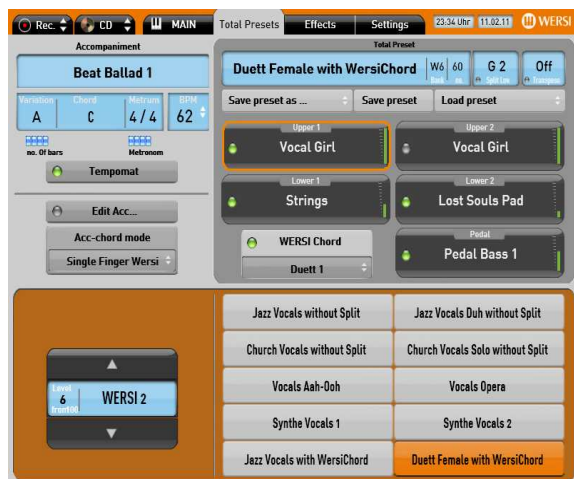 Rec. CD MAIN Total Presets Effects Settings 23:34 Uhr 11.02.11 WERSI
Accompaniment
Beat Ballad 1
Variation Chord Metrum BPM
A C 4/4 62
no. Of bars Metronom
Tempomat
Edit Acc...
Acc-chord mode
Single Finger Wersi
Total Preset
Duett Female with WersiChord W6 60 G 2 Off
Bank no. Split Low Transpose
Save preset as ... Save preset Load preset
Upper 1 Upper 2
Vocal Girl Vocal Girl
Lower 1 Lower 2
Strings Lost Souls Pad
WERSI Chord Pedal
Duett 1 Pedal Bass 1
Level
6 WERSI 2
from100
Jazz Vocals without Split Jazz Vocals Duh without Split
Church Vocals without Split Church Vocals Solo without Split
Vocals Aah-Ooh Vocals Opera
Synthe Vocals 1 Synthe Vocals 2
Jazz Vocals with WersiChord Duett Female with WersiChord